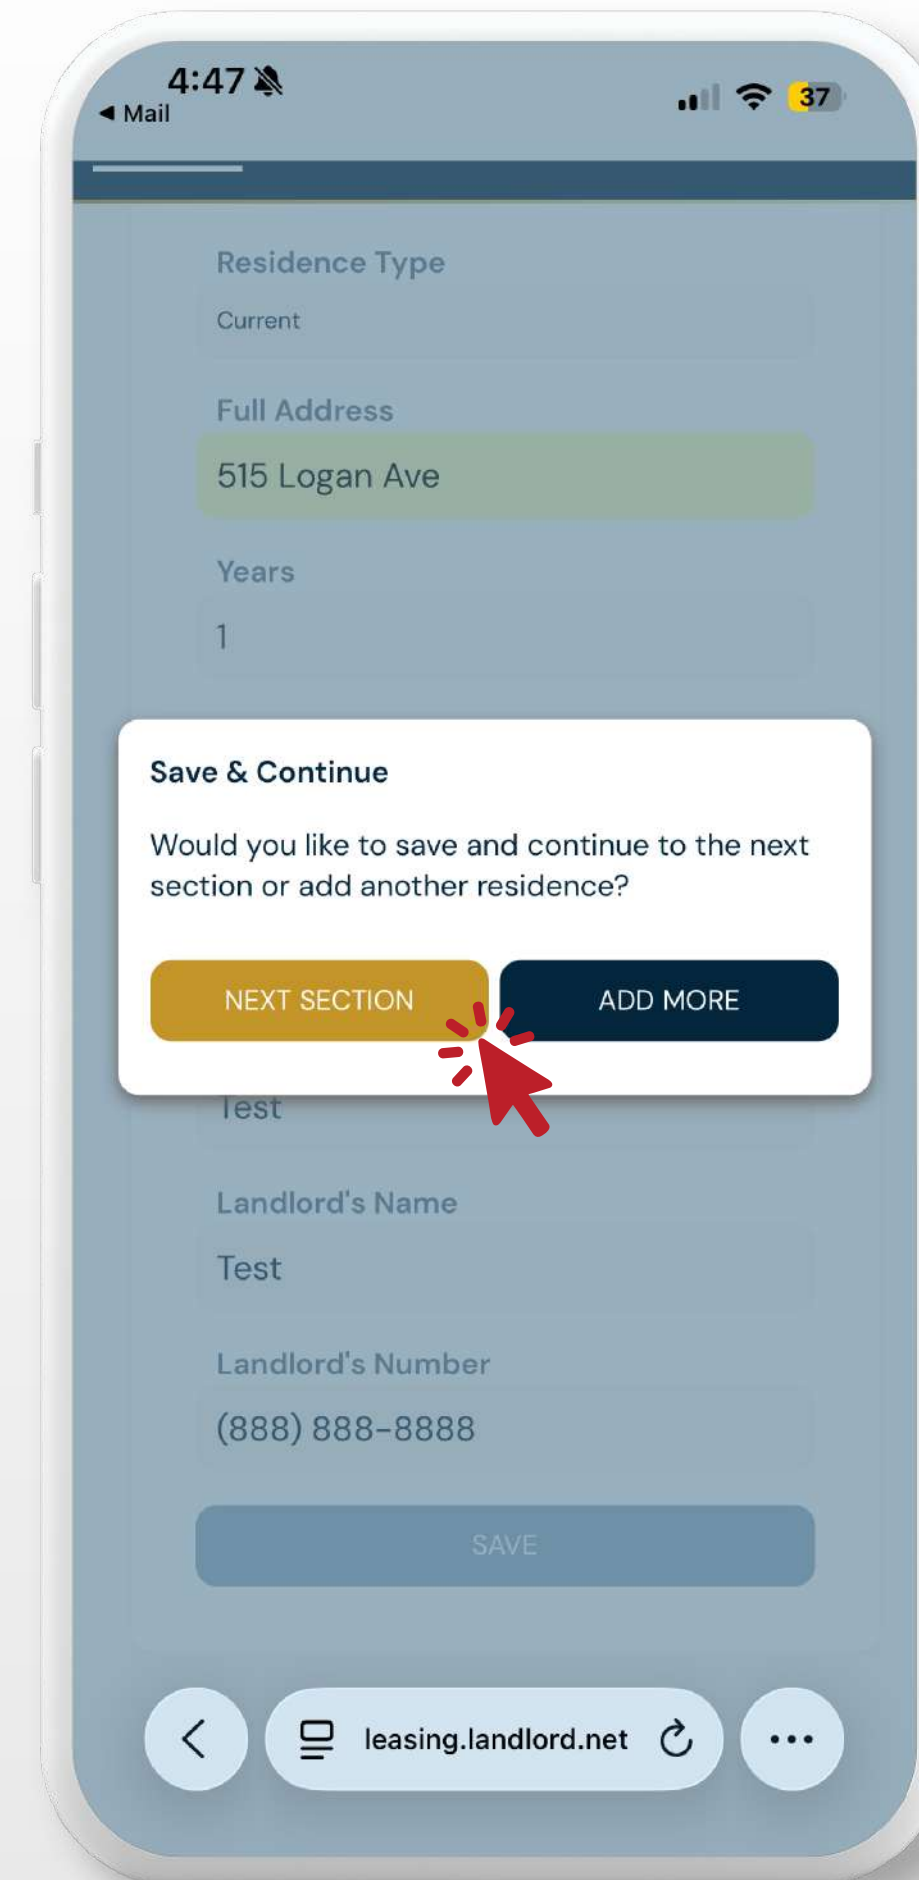 4:47
◀ Mail
37
Residence Type
Current
Full Address
515 Logan Ave
Years
1
Save & Continue
Would you like to save and continue to the next
section or add another residence?
NEXT SECTION
ADD MORE
Test
Landlord's Name
Test
Landlord's Number
(888) 888-8888
SAVE
leasing.landlord.net